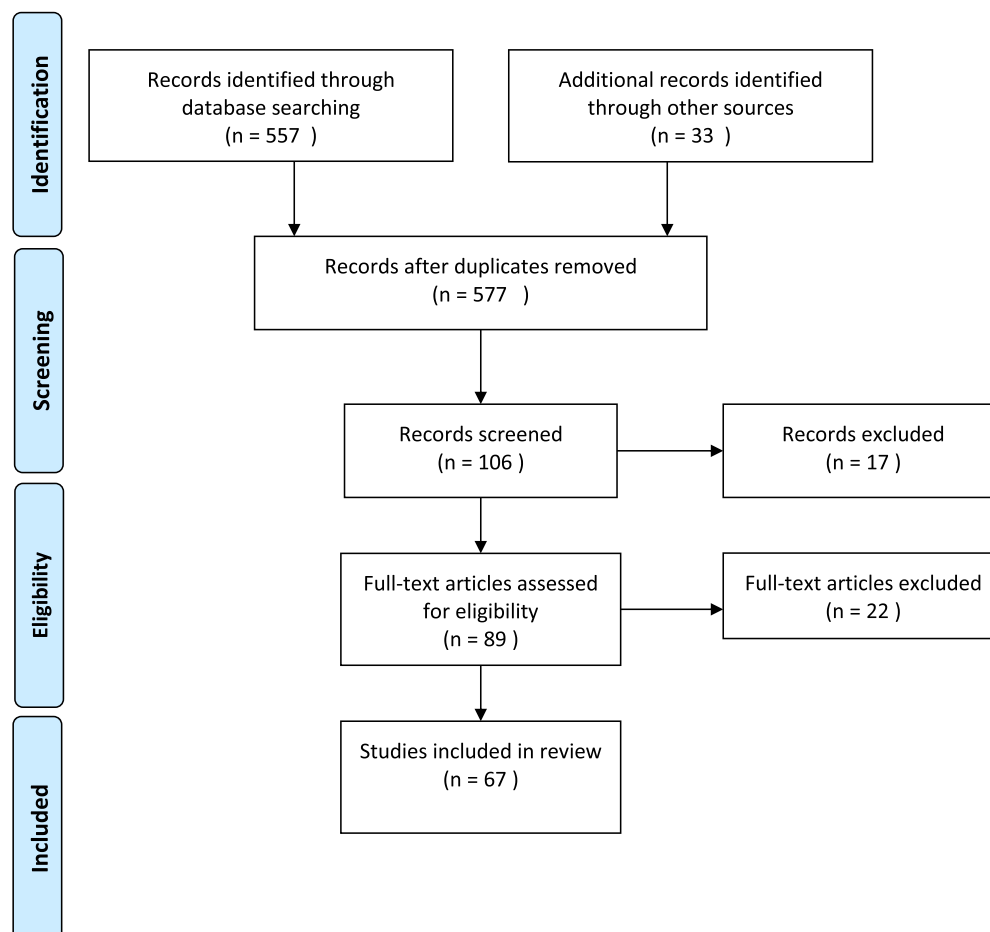 Identification
Records identified through
database searching
(n = 557  )
Additional records identified
through other sources
(n = 33  )
Screening
Records after duplicates removed
(n = 577   )
Records screened
(n = 106 )
Records excluded
(n = 17 )
Eligibility
Full-text articles assessed
for eligibility
(n = 89 )
Full-text articles excluded
(n = 22 )
Included
Studies included in review
(n = 67 )